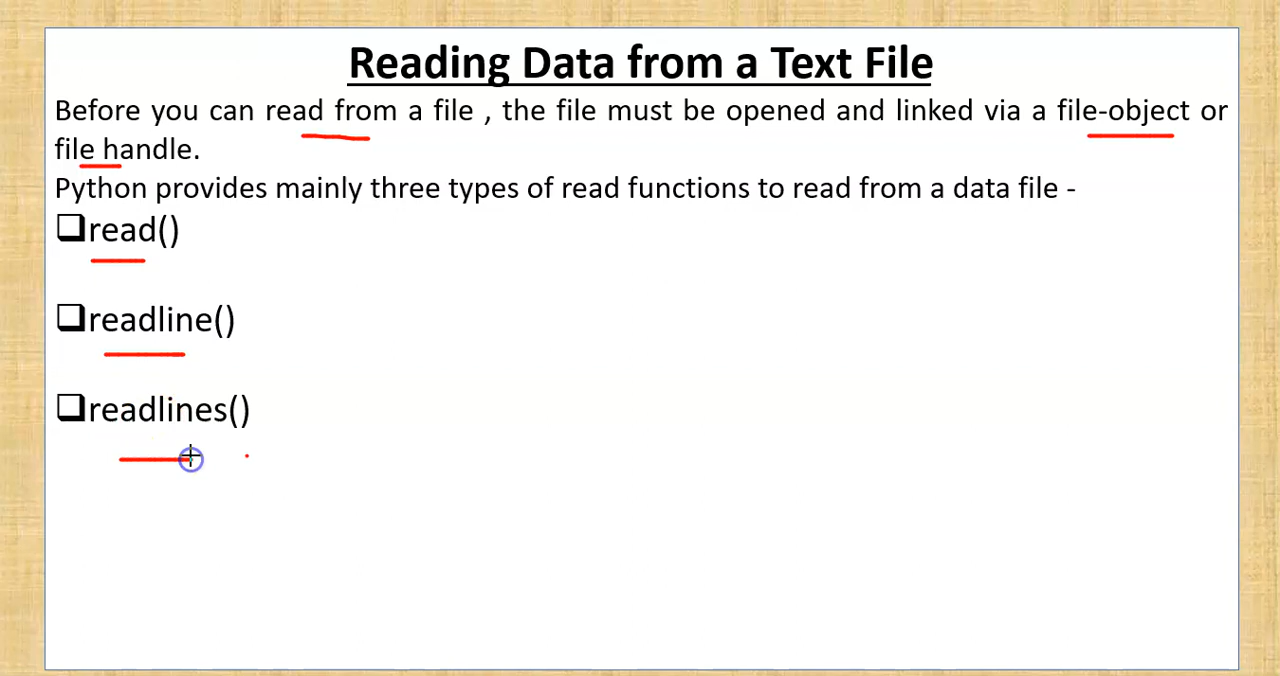 Reading Data from a Text File
Before you can read from a file , the file must be opened and linked via a file-object or
file handle.
Python provides mainly three types of read functions to read from a data file -
read()
readline()
readlines()